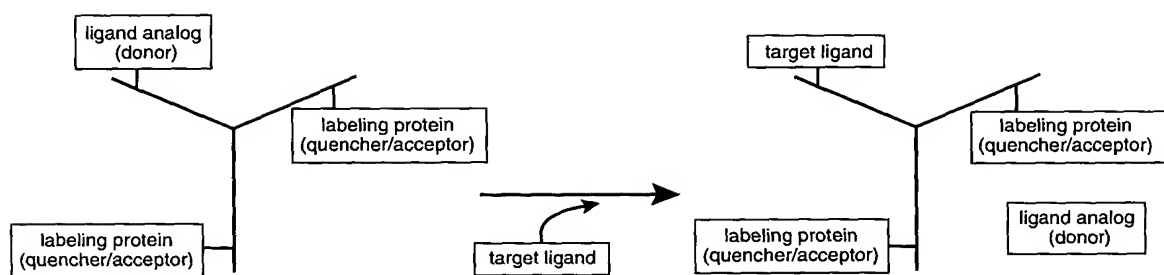 ligand analog
(donor)
labeling protein
(quencher/acceptor)
labeling protein
(quencher/acceptor)
target ligand
target ligand
labeling protein
(quencher/acceptor)
labeling protein
(quencher/acceptor)
ligand analog
(donor)